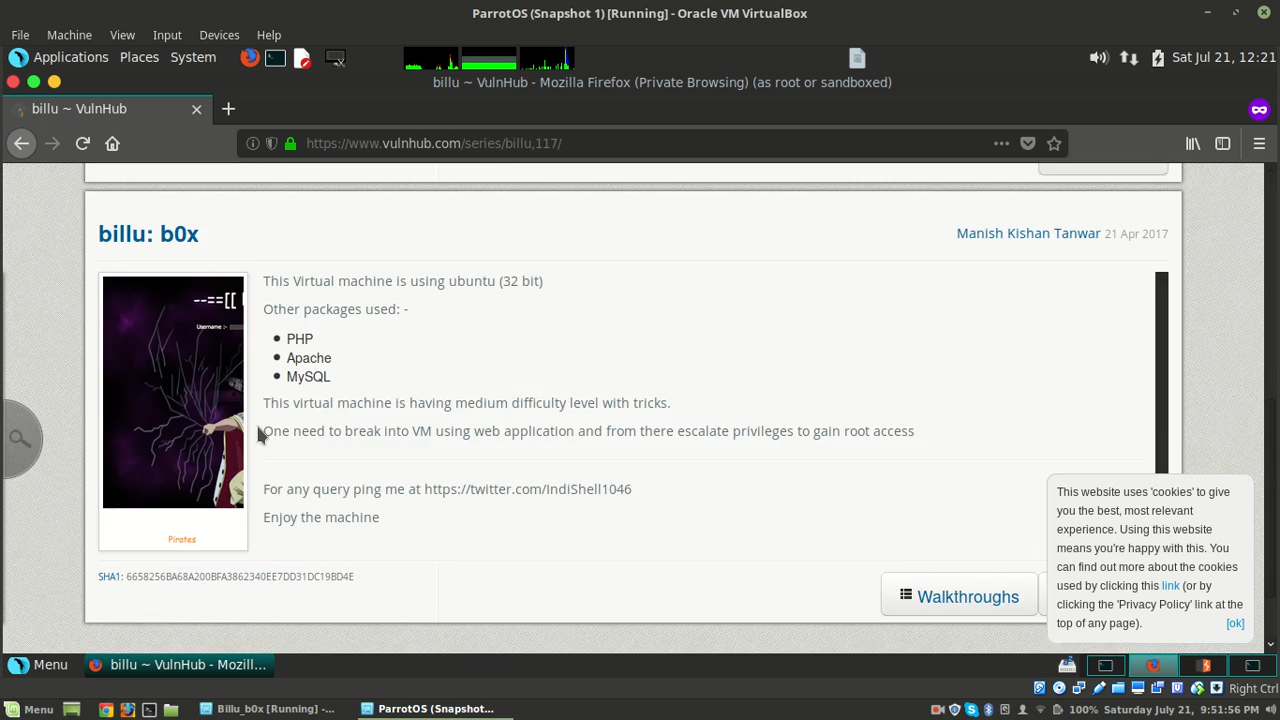 ParrotOS (Snapshot 1) [Running] - Oracle VM VirtualBox
File Machine View Input Devices Help
Applications Places System
Sat Jul 21, 12:21
billu ~ VulnHub - Mozilla Firefox (Private Browsing) (as root or sandboxed)
billu ~ VulnHub
https://www.vulnhub.com/series/billu,117/
billu: b0x
Manish Kishan Tanwar 21 Apr 2017
This Virtual machine is using ubuntu (32 bit)
Other packages used: -
PHP
Apache
MySQL
This virtual machine is having medium difficulty level with tricks.
One need to break into VM using web application and from there escalate privileges to gain root access
For any query ping me at https://twitter.com/IndiShell1046
Enjoy the machine
--==[[
Username :-
Pirates
SHA1: 6658256BA68A200BFA3862340EE7DD31DC19BD4E
Walkthroughs
This website uses 'cookies' to give
you the best, most relevant
experience. Using this website
means you're happy with this. You
can find out more about the cookies
used by clicking this link (or by
clicking the 'Privacy Policy' link at the
top of any page).
[ok]
Menu billu ~ VulnHub - Mozill...
Right Ctrl
Menu Billu_b0x [Running] -... ParrotOS (Snapshot... 100% Saturday July 21, 9:51:56 PM